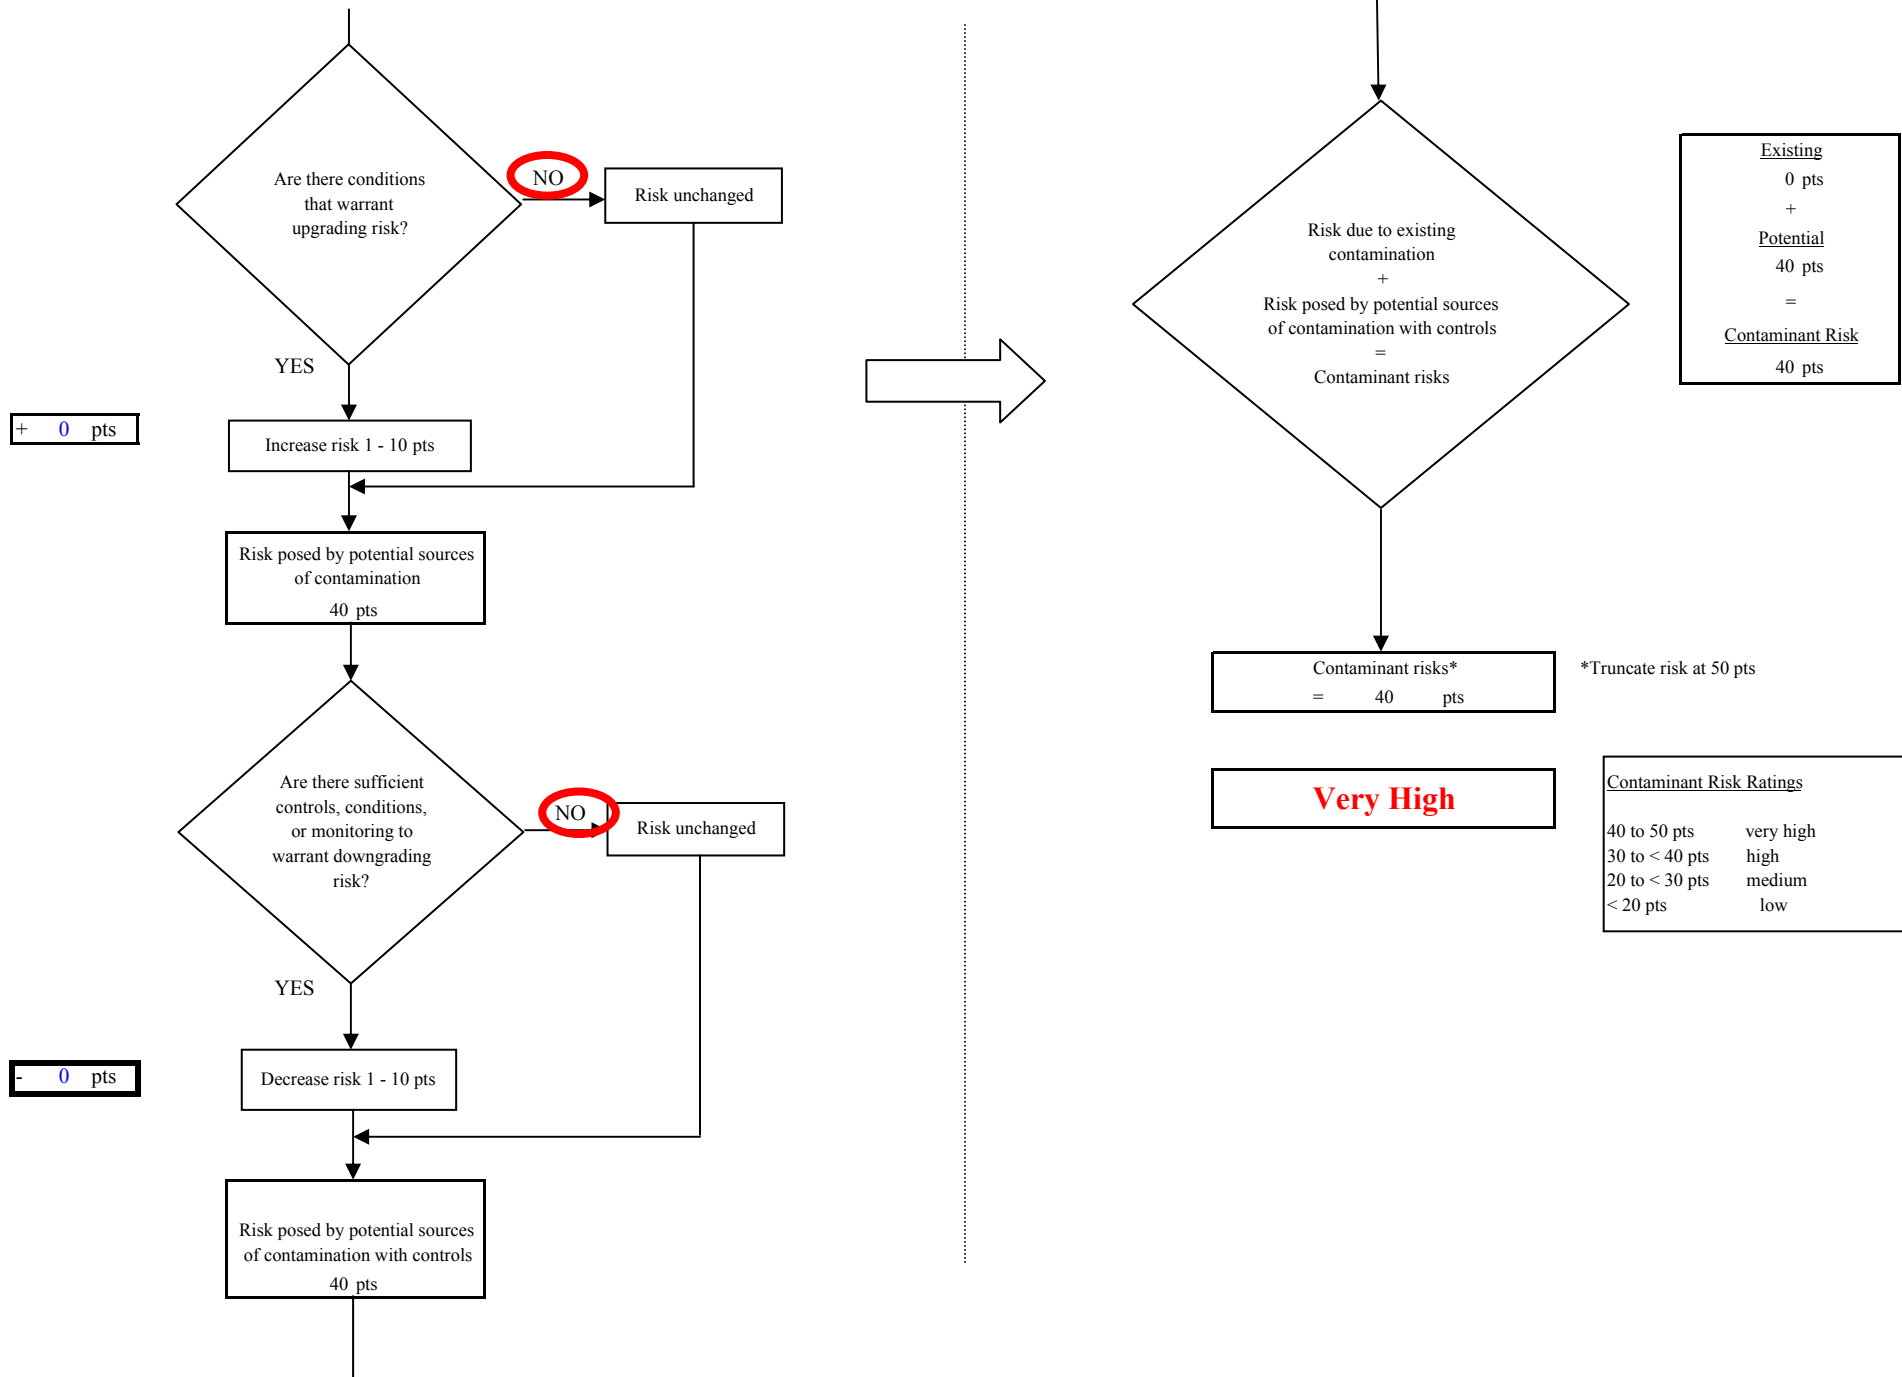 Are there conditions
that warrant
upgrading risk?
NO
Risk unchanged
YES
+ 0 pts
Increase risk 1 - 10 pts
Risk posed by potential sources
of contamination
40 pts
Are there sufficient
controls, conditions,
or monitoring to
warrant downgrading
risk?
NO
Risk unchanged
YES
- 0 pts
Decrease risk 1 - 10 pts
Risk posed by potential sources
of contamination with controls
40 pts
Risk due to existing
contamination
+
Risk posed by potential sources
of contamination with controls
=
Contaminant risks
Existing
0 pts
+
Potential
40 pts
=
Contaminant Risk
40 pts
Contaminant risks*
= 40 pts
*Truncate risk at 50 pts
Very High
Contaminant Risk Ratings
40 to 50 pts very high
30 to < 40 pts high
20 to < 30 pts medium
< 20 pts low